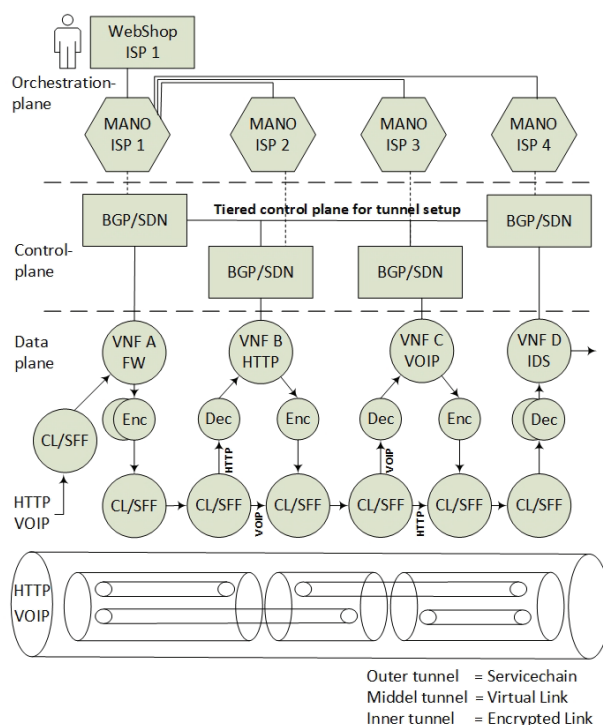 WebShop
ISP 1
Orchestration-
plane
MANO
ISP 1
MANO
ISP 2
MANO
ISP 3
MANO
ISP 4
Tiered control plane for tunnel setup
BGP/SDN
BGP/SDN
BGP/SDN
BGP/SDN
Control-
plane
Data
plane
VNF A
FW
VNF B
HTTP
VNF C
VOIP
VNF D
IDS
CL/SFF
Enc
Dec
Enc
Dec
Enc
Dec
HTTP
VOIP
HTTP
VOIP
CL/SFF
CL/SFF
VOIP
CL/SFF
CL/SFF
HTTP
CL/SFF
CL/SFF
HTTP
VOIP
Outer tunnel = Servicechain
Middel tunnel = Virtual Link
Inner tunnel = Encrypted Link